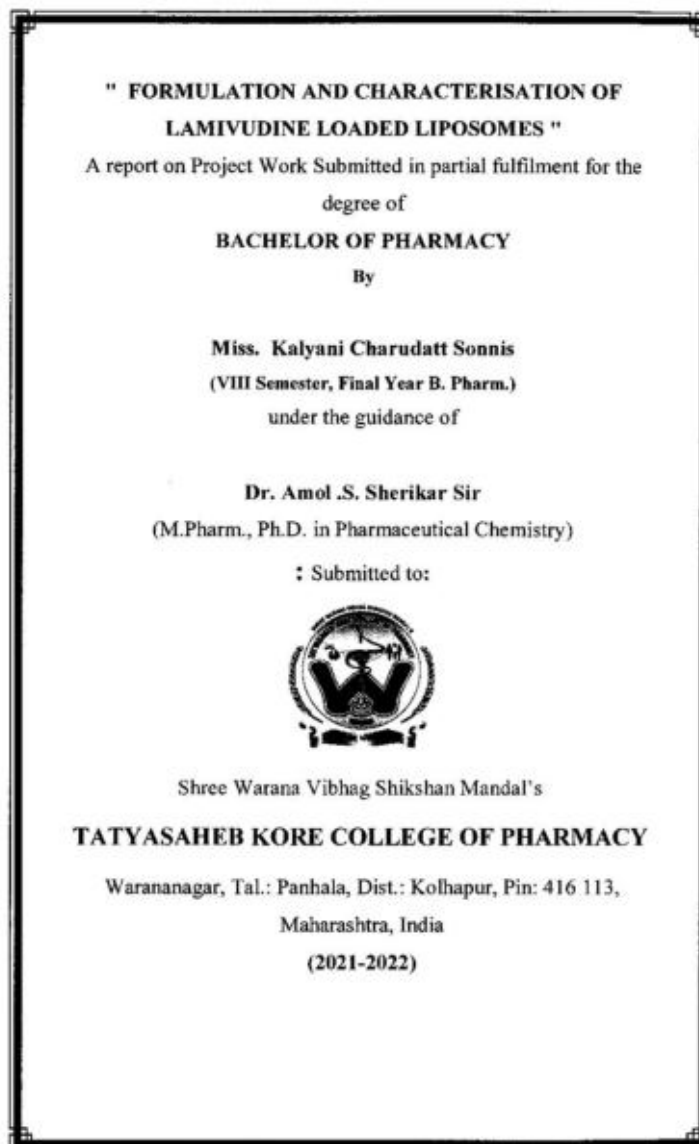 " FORMULATION AND CHARACTERISATION OF
LAMIVUDINE LOADED LIPOSOMES "
A report on Project Work Submitted in partial fulfilment for the
degree of
BACHELOR OF PHARMACY
By
Miss. Kalyani Charudatt Sonnis
(VIII Semester, Final Year B. Pharm.)
under the guidance of
Dr. Amol .S. Sherikar Sir
(M.Pharm., Ph.D. in Pharmaceutical Chemistry)
: Submitted to:
Shree Warana Vibhag Shikshan Mandal's
TATYASAHEB KORE COLLEGE OF PHARMACY
Warananagar, Tal.: Panhala, Dist.: Kolhapur, Pin: 416 113,
Maharashtra, India
(2021-2022)